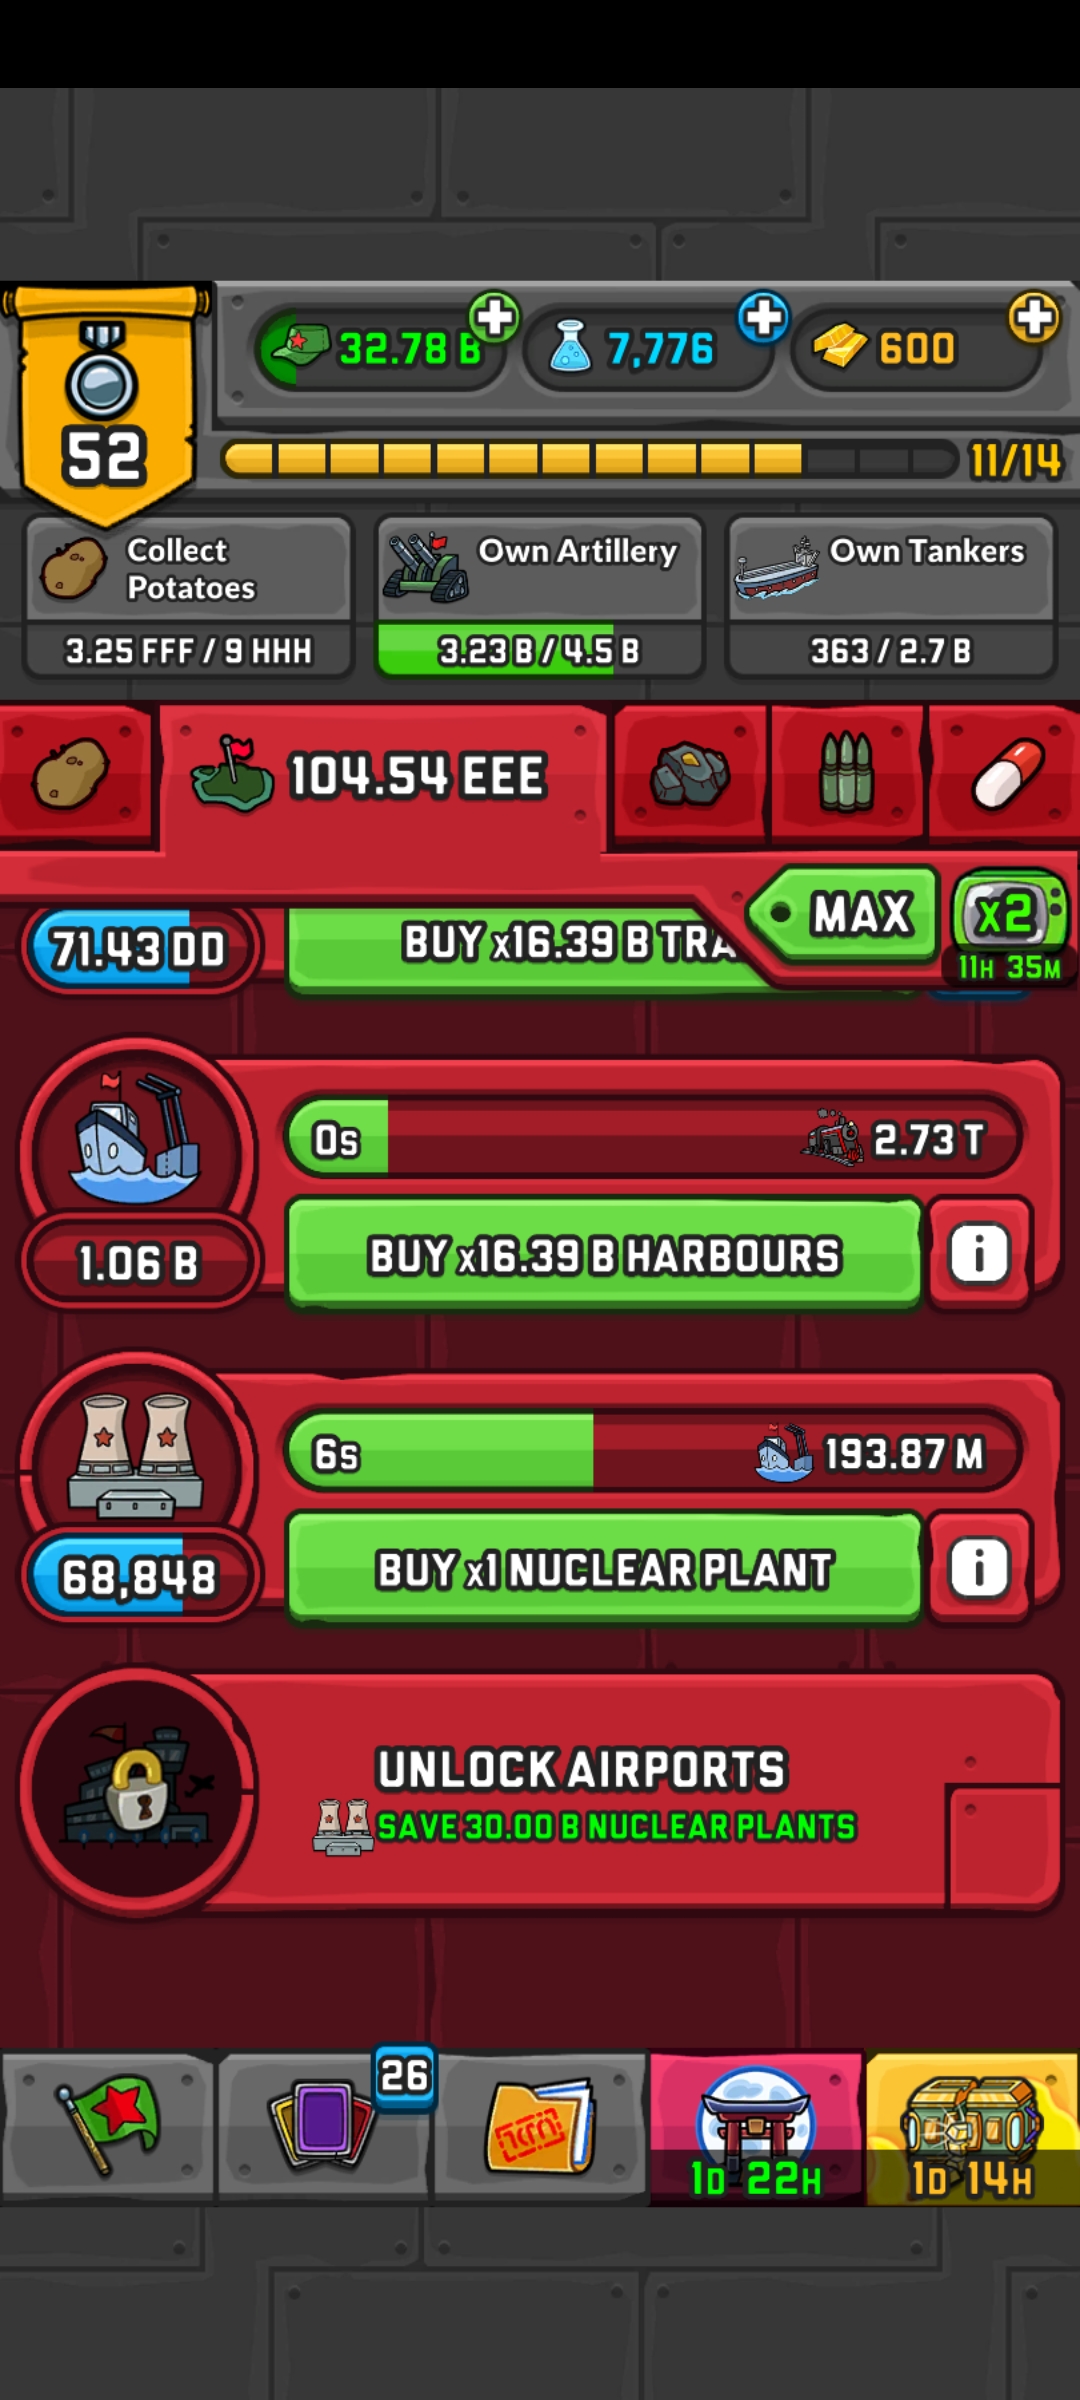 32.78 B
7,776
600
52
11/14
Collect
Potatoes
3.25 FFF / 9 HHH
Own Artillery
3.23 B / 4.5 B
Own Tankers
363 / 2.7 B
104.54 EEE
MAX
x2
11H 35M
71.43 DD
BUY x16.39 B TRA
0s
2.73 T
1.06 B
BUY x16.39 B HARBOURS
i
6s
193.87 M
68,848
BUY x1 NUCLEAR PLANT
i
UNLOCK AIRPORTS
SAVE 30.00 B NUCLEAR PLANTS
26
1D 22H
1D 14H